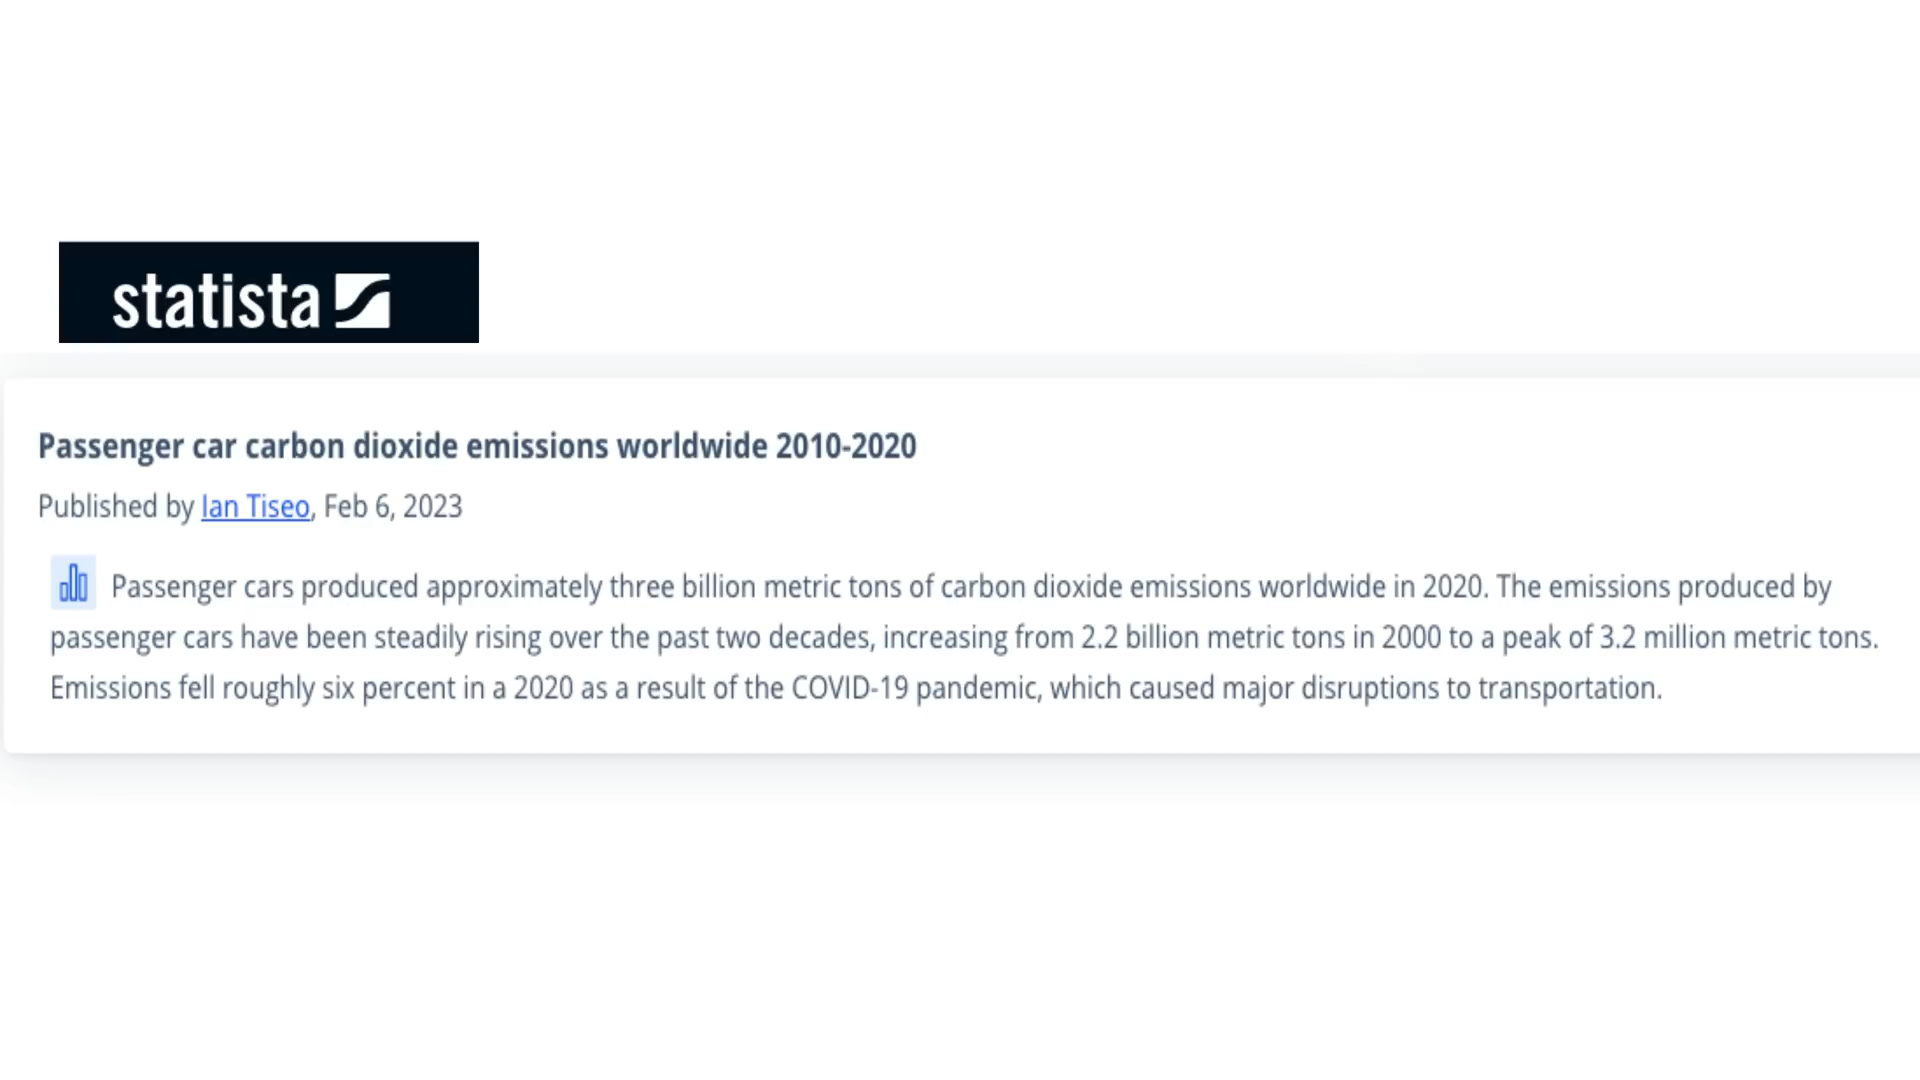 statista
Passenger car carbon dioxide emissions worldwide 2010-2020
Published by Ian Tiseo, Feb 6, 2023
Passenger cars produced approximately three billion metric tons of carbon dioxide emissions worldwide in 2020. The emissions produced by
passenger cars have been steadily rising over the past two decades, increasing from 2.2 billion metric tons in 2000 to a peak of 3.2 million metric tons.
Emissions fell roughly six percent in a 2020 as a result of the COVID-19 pandemic, which caused major disruptions to transportation.